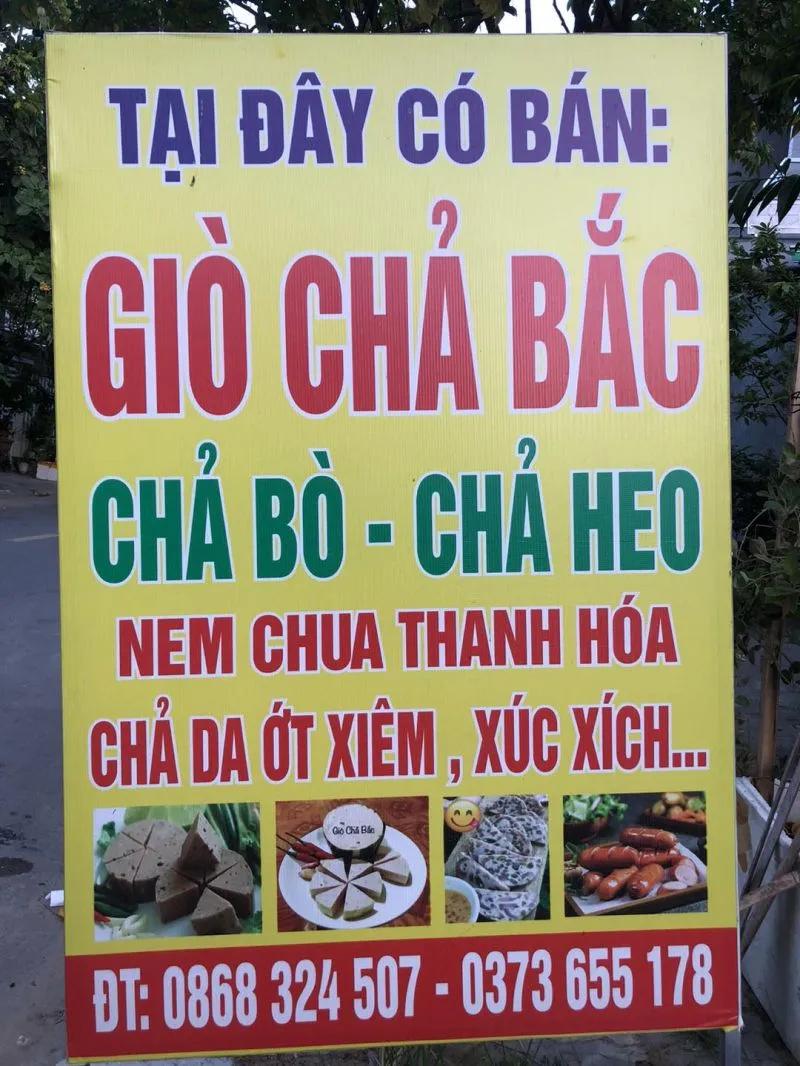 TẠI ĐÂY CÓ BÁN:
GIÒ CHẢ BẮC
CHẢ BÒ - CHẢ HEO
NEM CHUA THANH HÓA
CHẢ DA ỚT XIÊM , XÚC XÍCH...
Giò Chả Bắc
ĐT: 0868 324 507 - 0373 655 178